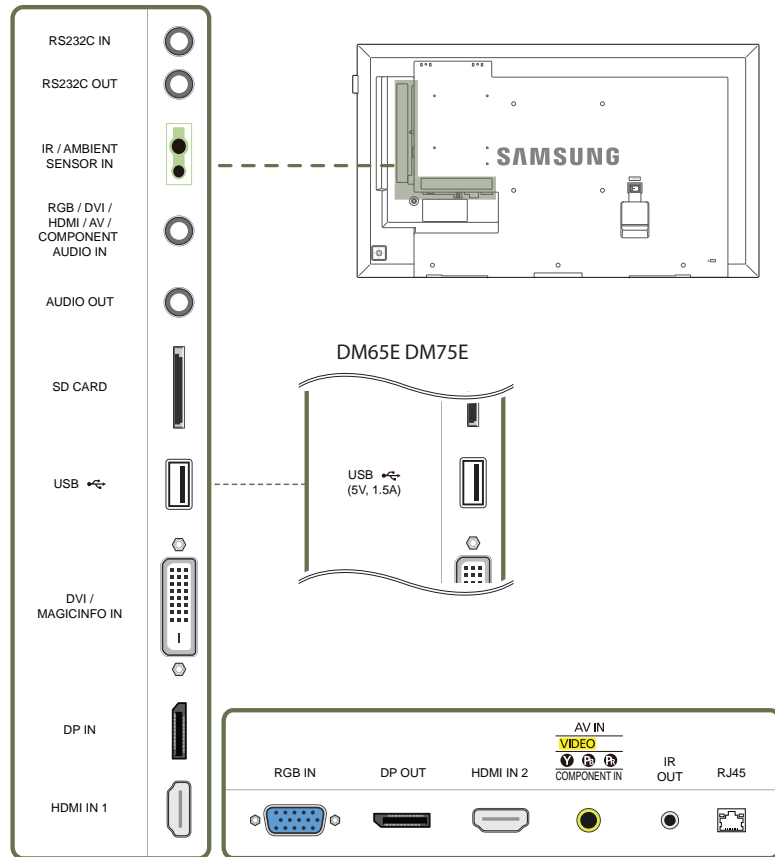 RS232C IN
RS232C OUT
IR / AMBIENT
SENSOR IN
RGB / DVI /
HDMI / AV /
COMPONENT
AUDIO IN
AUDIO OUT
SD CARD
USB
DVI /
MAGICINFO IN
DP IN
HDMI IN 1
SAMSUNG
DM65E DM75E
USB
(5V, 1.5A)
RGB IN
DP OUT
HDMI IN 2
AV IN
VIDEO
Y PB PR
COMPONENT IN
IR
OUT
RJ45